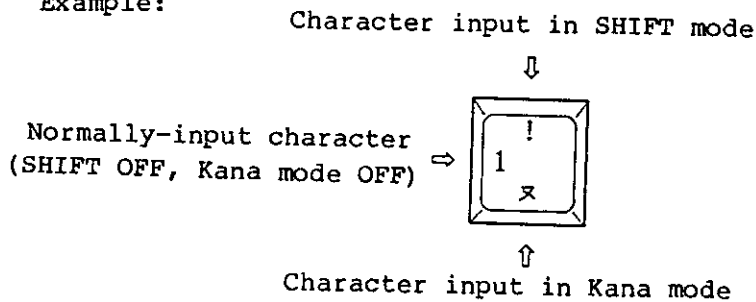 Example:
Character input in SHIFT mode
⇩
!
Normally-input character
(SHIFT OFF, Kana mode OFF) ⇨ 1
ヌ
⇧
Character input in Kana mode